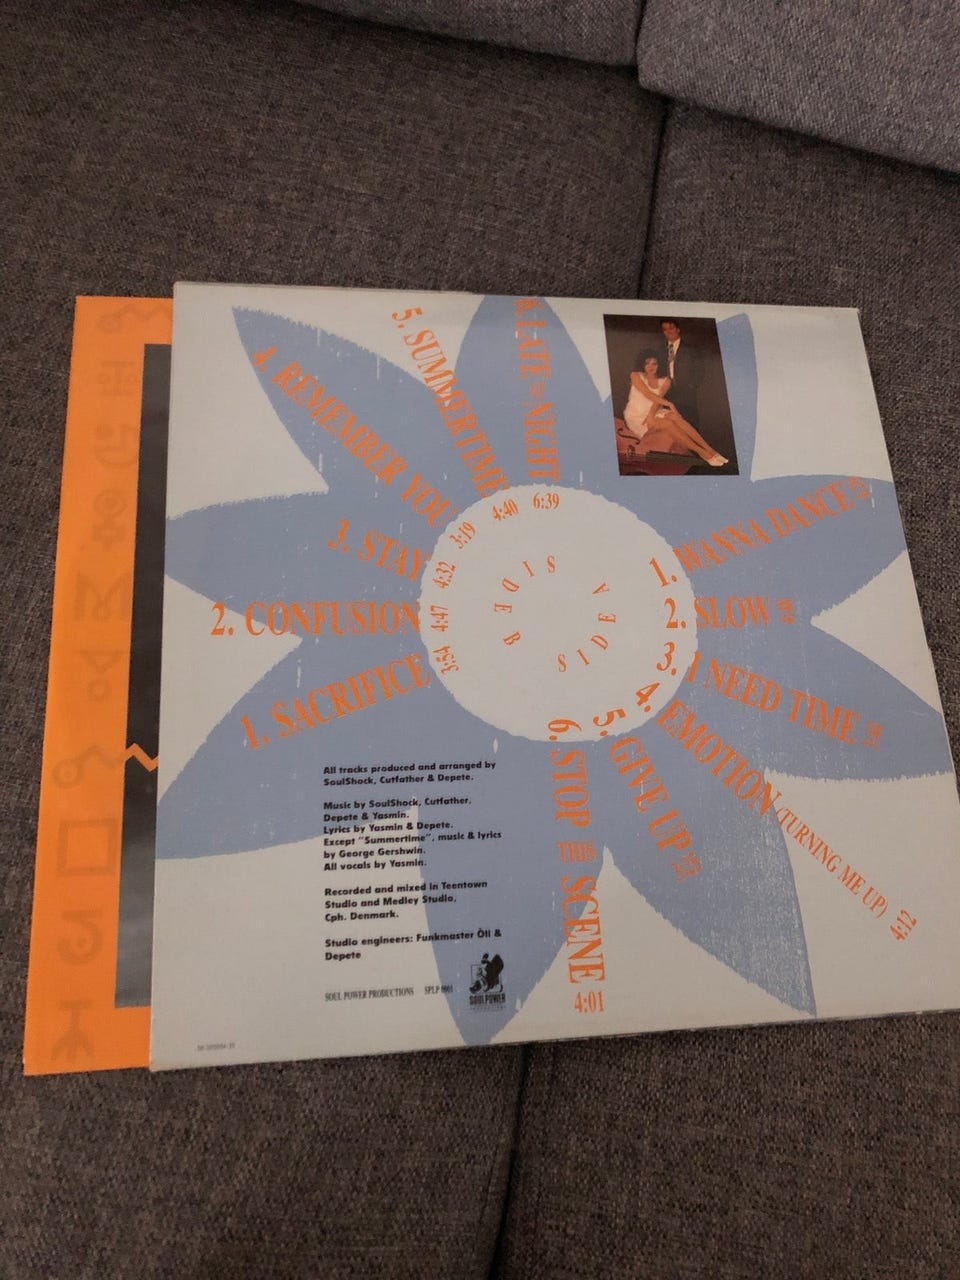 SIDE A
1. WANNA DANCE
2. SLOW
3. I NEED TIME
4. EMOTION (TURNING ME UP) 4:12
5. GIVE UP
6. STOP THIS SCENE 4:01
SIDE B
1. SACRIFICE 3:54
2. CONFUSION 4:47
3. STAY 4:32
4. REMEMBER YOU 3:19
5. SUMMERTIME 4:40
6. LATE NIGHT 6:39
All tracks produced and arranged by
SoulShock, Cutfather & Depete.
Music by SoulShock, Cutfather,
Depete & Yasmin.
Lyrics by Yasmin & Depete.
Except "Summertime", music & lyrics
by George Gershwin.
All vocals by Yasmin.
Recorded and mixed in Teentown
Studio and Medley Studio,
Cph. Denmark.
Studio engineers: Funkmaster Öli &
Depete
SOUL POWER PRODUCTIONS SPLP
SOULPOWER